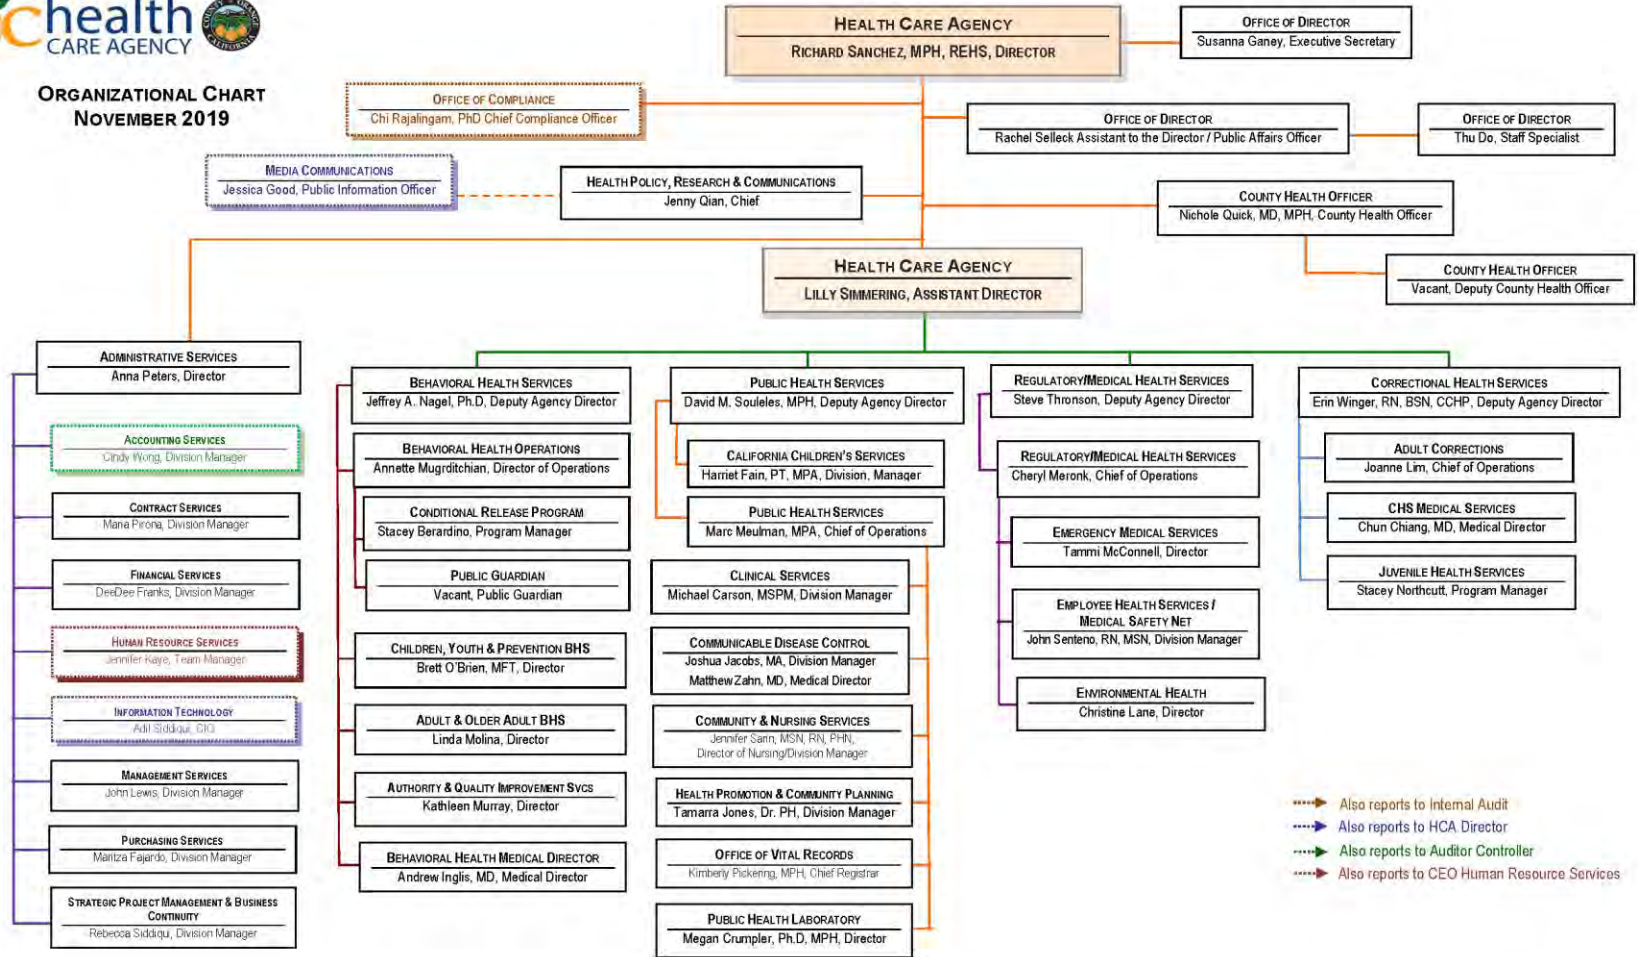 health
CARE AGENCY
COUNTY OF ORANGE
CALIFORNIA
ORGANIZATIONAL CHART
NOVEMBER 2019
HEALTH CARE AGENCY
RICHARD SANCHEZ, MPH, REHS, DIRECTOR
OFFICE OF DIRECTOR
Susanna Ganey, Executive Secretary
OFFICE OF COMPLIANCE
Chi Rajalingam, PhD Chief Compliance Officer
OFFICE OF DIRECTOR
Rachel Selleck Assistant to the Director / Public Affairs Officer
OFFICE OF DIRECTOR
Thu Do, Staff Specialist
MEDIA COMMUNICATIONS
Jessica Good, Public Information Officer
HEALTH POLICY, RESEARCH & COMMUNICATIONS
Jenny Qian, Chief
COUNTY HEALTH OFFICER
Nichole Quick, MD, MPH, County Health Officer
COUNTY HEALTH OFFICER
Vacant, Deputy County Health Officer
HEALTH CARE AGENCY
LILLY SIMMERING, ASSISTANT DIRECTOR
ADMINISTRATIVE SERVICES
Anna Peters, Director
ACCOUNTING SERVICES
Cindy Wong, Division Manager
CONTRACT SERVICES
Maria Pirona, Division Manager
FINANCIAL SERVICES
DeeDee Franks, Division Manager
HUMAN RESOURCE SERVICES
Jennifer Kaye, Team Manager
INFORMATION TECHNOLOGY
Adil Siddiqui, CIO
MANAGEMENT SERVICES
John Lewis, Division Manager
PURCHASING SERVICES
Maritza Fajardo, Division Manager
STRATEGIC PROJECT MANAGEMENT & BUSINESS
CONTINUITY
Rebecca Siddiqui, Division Manager
BEHAVIORAL HEALTH SERVICES
Jeffrey A. Nagel, Ph.D, Deputy Agency Director
BEHAVIORAL HEALTH OPERATIONS
Annette Mugrditchian, Director of Operations
CONDITIONAL RELEASE PROGRAM
Stacey Berardino, Program Manager
PUBLIC GUARDIAN
Vacant, Public Guardian
CHILDREN, YOUTH & PREVENTION BHS
Brett O'Brien, MFT, Director
ADULT & OLDER ADULT BHS
Linda Molina, Director
AUTHORITY & QUALITY IMPROVEMENT SVCS
Kathleen Murray, Director
BEHAVIORAL HEALTH MEDICAL DIRECTOR
Andrew Inglis, MD, Medical Director
PUBLIC HEALTH SERVICES
David M. Souleles, MPH, Deputy Agency Director
CALIFORNIA CHILDREN'S SERVICES
Harriet Fain, PT, MPA, Division, Manager
PUBLIC HEALTH SERVICES
Marc Meulman, MPA, Chief of Operations
CLINICAL SERVICES
Michael Carson, MSPM, Division Manager
COMMUNICABLE DISEASE CONTROL
Joshua Jacobs, MA, Division Manager
Matthew Zahn, MD, Medical Director
COMMUNITY & NURSING SERVICES
Jennifer Sarin, MSN, RN, PHN,
Director of Nursing/Division Manager
HEALTH PROMOTION & COMMUNITY PLANNING
Tamarra Jones, Dr. PH, Division Manager
OFFICE OF VITAL RECORDS
Kimberly Pickering, MPH, Chief Registrar
PUBLIC HEALTH LABORATORY
Megan Crumpler, Ph.D, MPH, Director
REGULATORY/MEDICAL HEALTH SERVICES
Steve Thronson, Deputy Agency Director
REGULATORY/MEDICAL HEALTH SERVICES
Cheryl Meronk, Chief of Operations
EMERGENCY MEDICAL SERVICES
Tammi McConnell, Director
EMPLOYEE HEALTH SERVICES /
MEDICAL SAFETY NET
John Senteno, RN, MSN, Division Manager
ENVIRONMENTAL HEALTH
Christine Lane, Director
CORRECTIONAL HEALTH SERVICES
Erin Winger, RN, BSN, CCHP, Deputy Agency Director
ADULT CORRECTIONS
Joanne Lim, Chief of Operations
CHS MEDICAL SERVICES
Chun Chiang, MD, Medical Director
JUVENILE HEALTH SERVICES
Stacey Northcutt, Program Manager
Also reports to Internal Audit
Also reports to HCA Director
Also reports to Auditor Controller
Also reports to CEO Human Resource Services